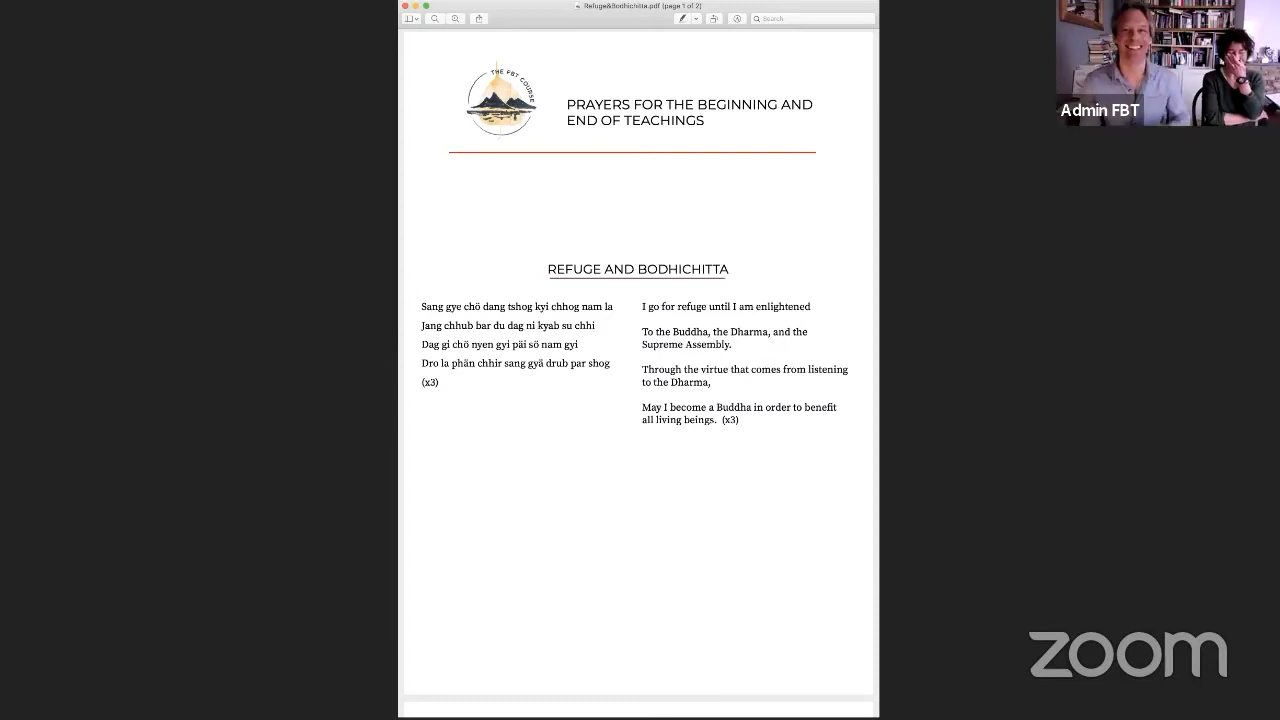 Refuge&Bodhichitta.pdf (page 1 of 2)
Search
THE FBT COURSE
PRAYERS FOR THE BEGINNING AND
END OF TEACHINGS
REFUGE AND BODHICHITTA
Sang gye chö dang tshog kyi chhog nam la
Jang chhub bar du dag ni kyab su chhi
Dag gi chö nyen gyi päi sö nam gyi
Dro la phän chhir sang gyä drub par shog
(x3)
I go for refuge until I am enlightened
To the Buddha, the Dharma, and the
Supreme Assembly.
Through the virtue that comes from listening
to the Dharma,
May I become a Buddha in order to benefit
all living beings. (x3)
Admin FBT
zoom